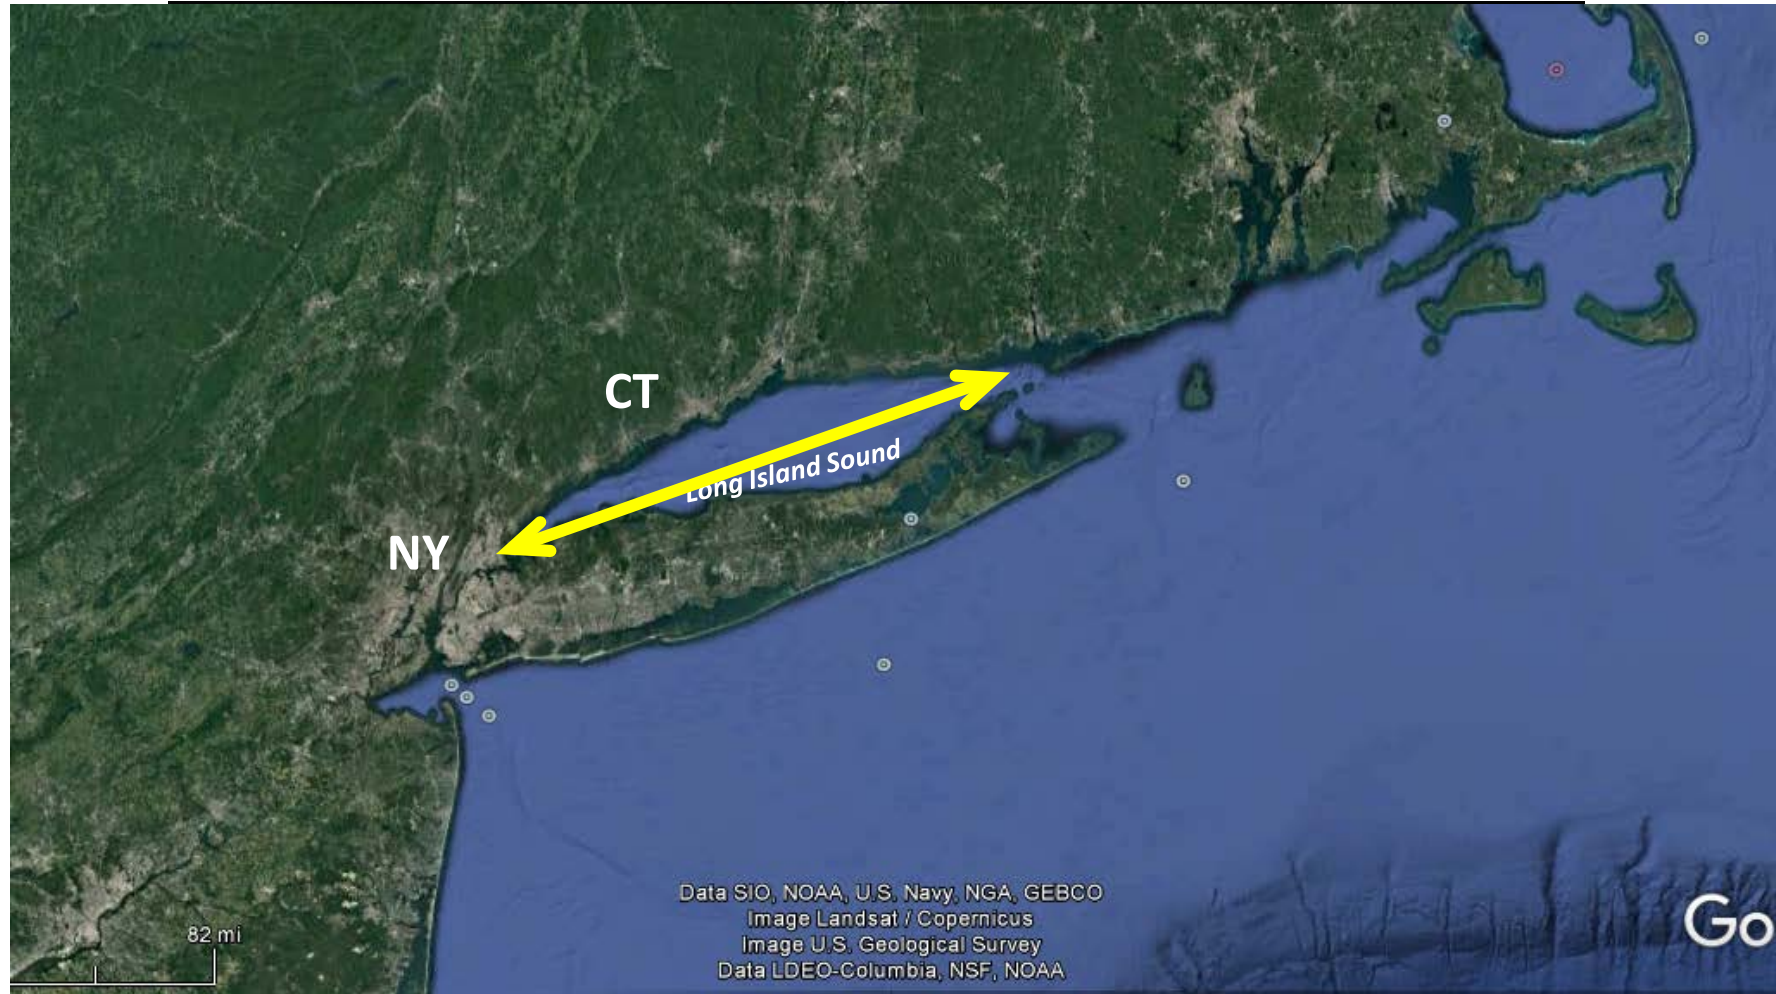 CT
Long Island Sound
NY
82 mi
Data SIO, NOAA, U.S. Navy, NGA, GEBCO
Image Landsat / Copernicus
Image U.S. Geological Survey
Data LDEO-Columbia, NSF, NOAA
Go